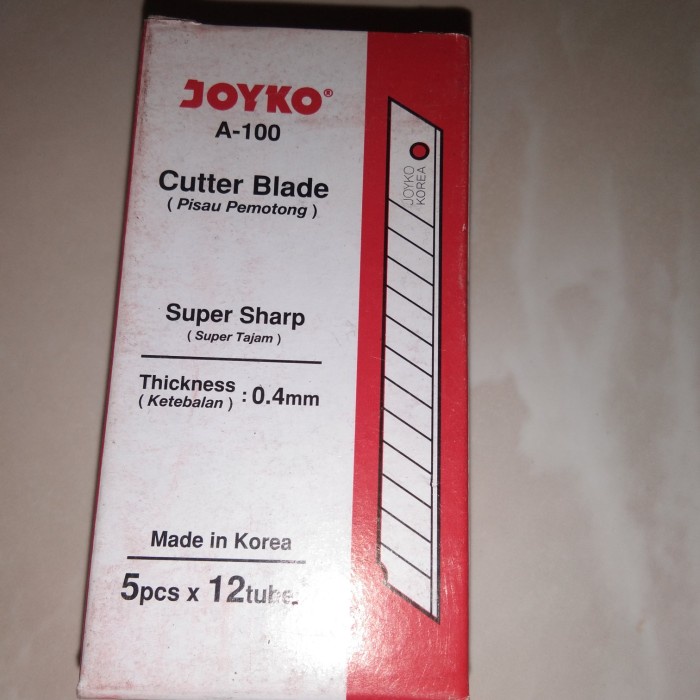 JOYKO®
A-100
Cutter Blade
( Pisau Pemotong )
Super Sharp
( Super Tajam )
Thickness : 0.4mm
( Ketebalan )
Made in Korea
5pcs x 12tube
JOYKO
KOREA